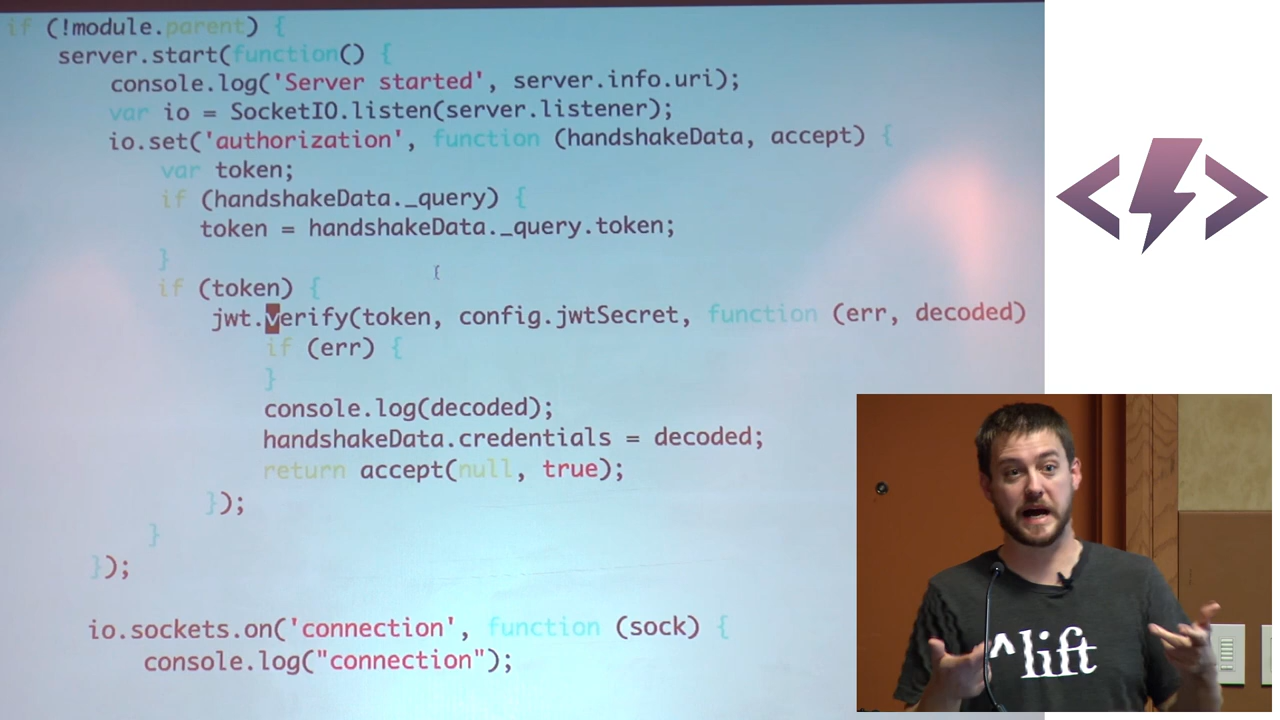 if (!module.parent) {
server.start(function() {
console.log('Server started', server.info.uri);
var io = SocketIO.listen(server.listener);
io.set('authorization', function (handshakeData, accept) {
var token;
if (handshakeData._query) {
token = handshakeData._query.token;
}
if (token) {
jwt.verify(token, config.jwtSecret, function (err, decoded)
if (err) {
}
console.log(decoded);
handshakeData.credentials = decoded;
return accept(null, true);
});
}
});
io.sockets.on('connection', function (sock) {
console.log("connection");
^lift